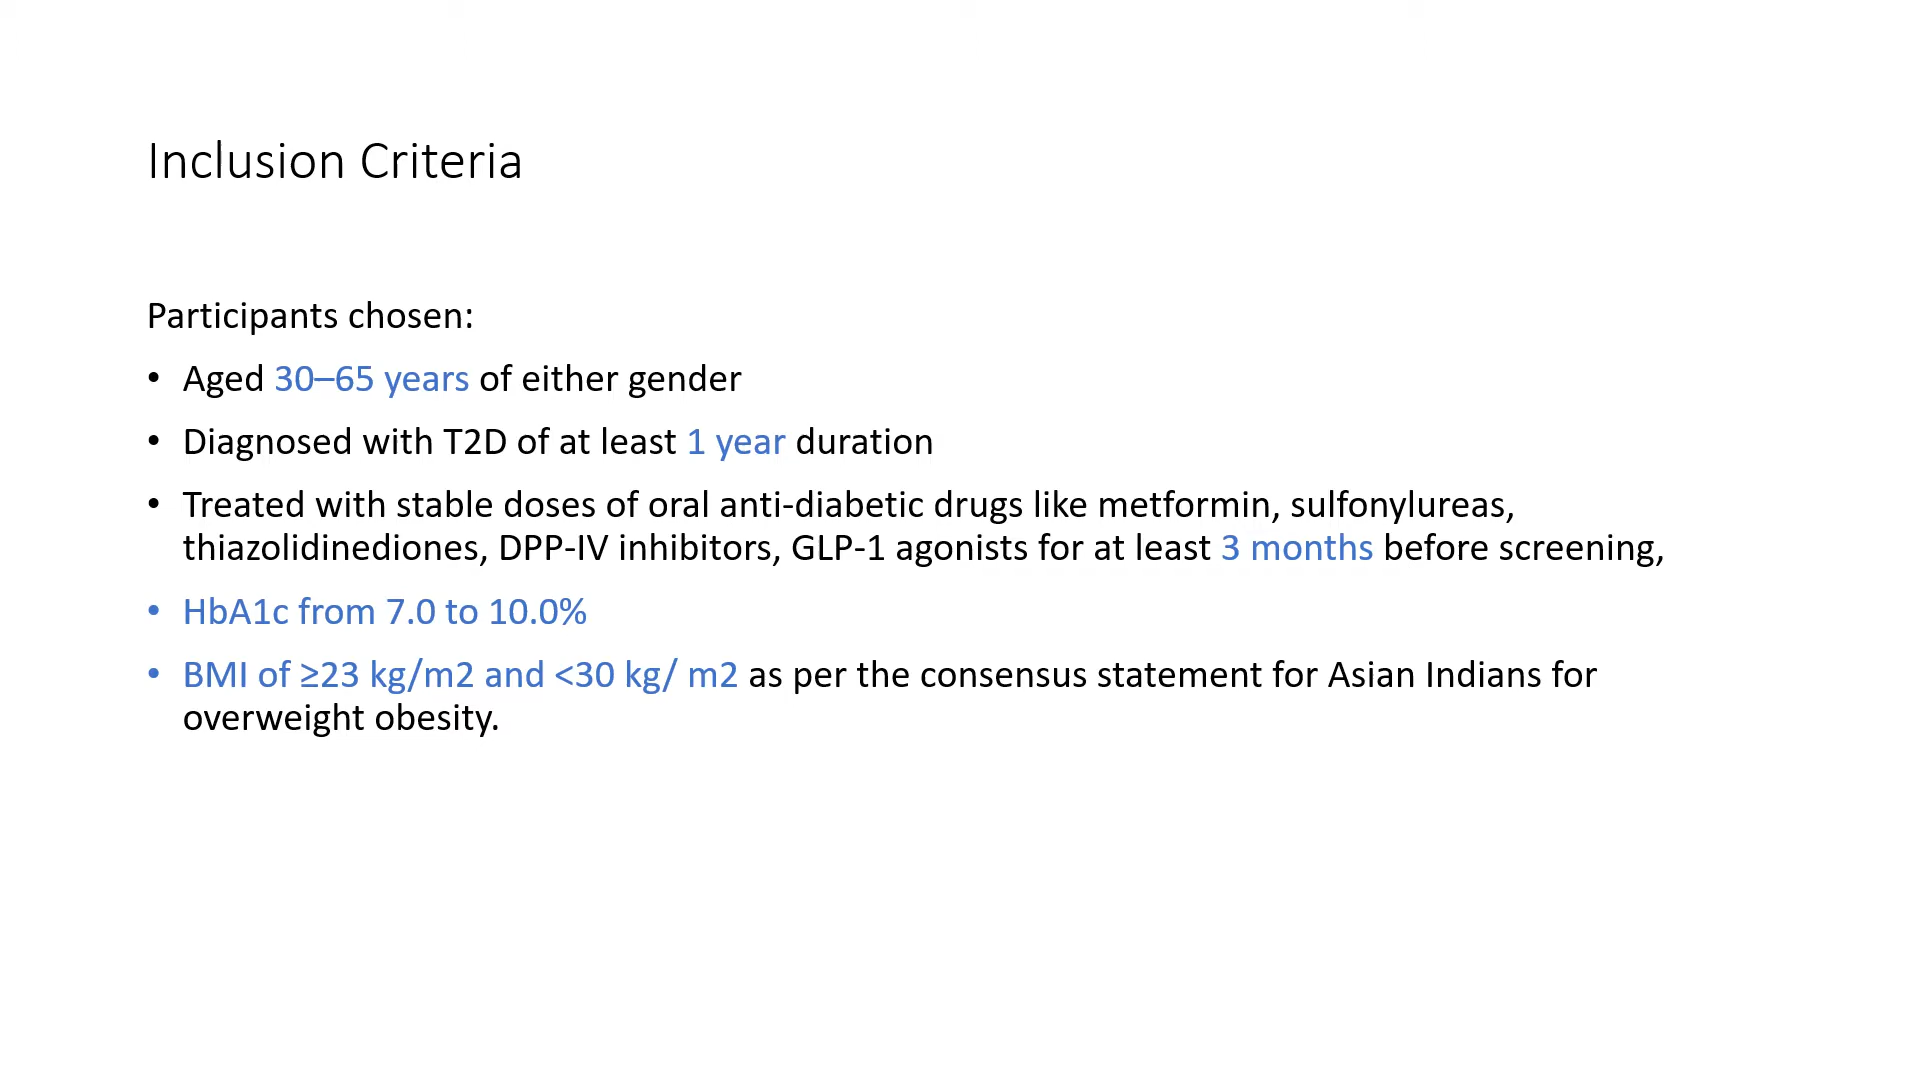 Inclusion Criteria
Participants chosen:
• Aged 30–65 years of either gender
• Diagnosed with T2D of at least 1 year duration
• Treated with stable doses of oral anti-diabetic drugs like metformin, sulfonylureas,
thiazolidinediones, DPP-IV inhibitors, GLP-1 agonists for at least 3 months before screening,
• HbA1c from 7.0 to 10.0%
• BMI of ≥23 kg/m2 and <30 kg/ m2 as per the consensus statement for Asian Indians for
overweight obesity.